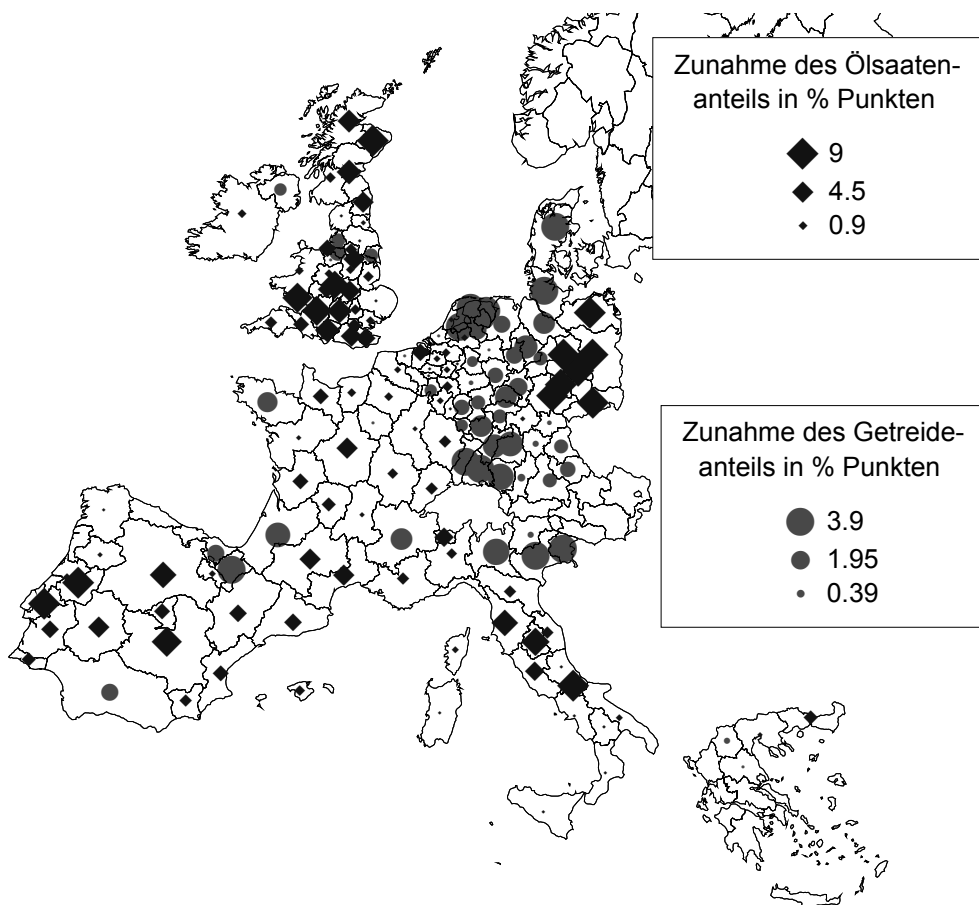 Zunahme des Ölsaaten-
anteils in % Punkten
9
4.5
0.9
Zunahme des Getreide-
anteils in % Punkten
3.9
1.95
0.39